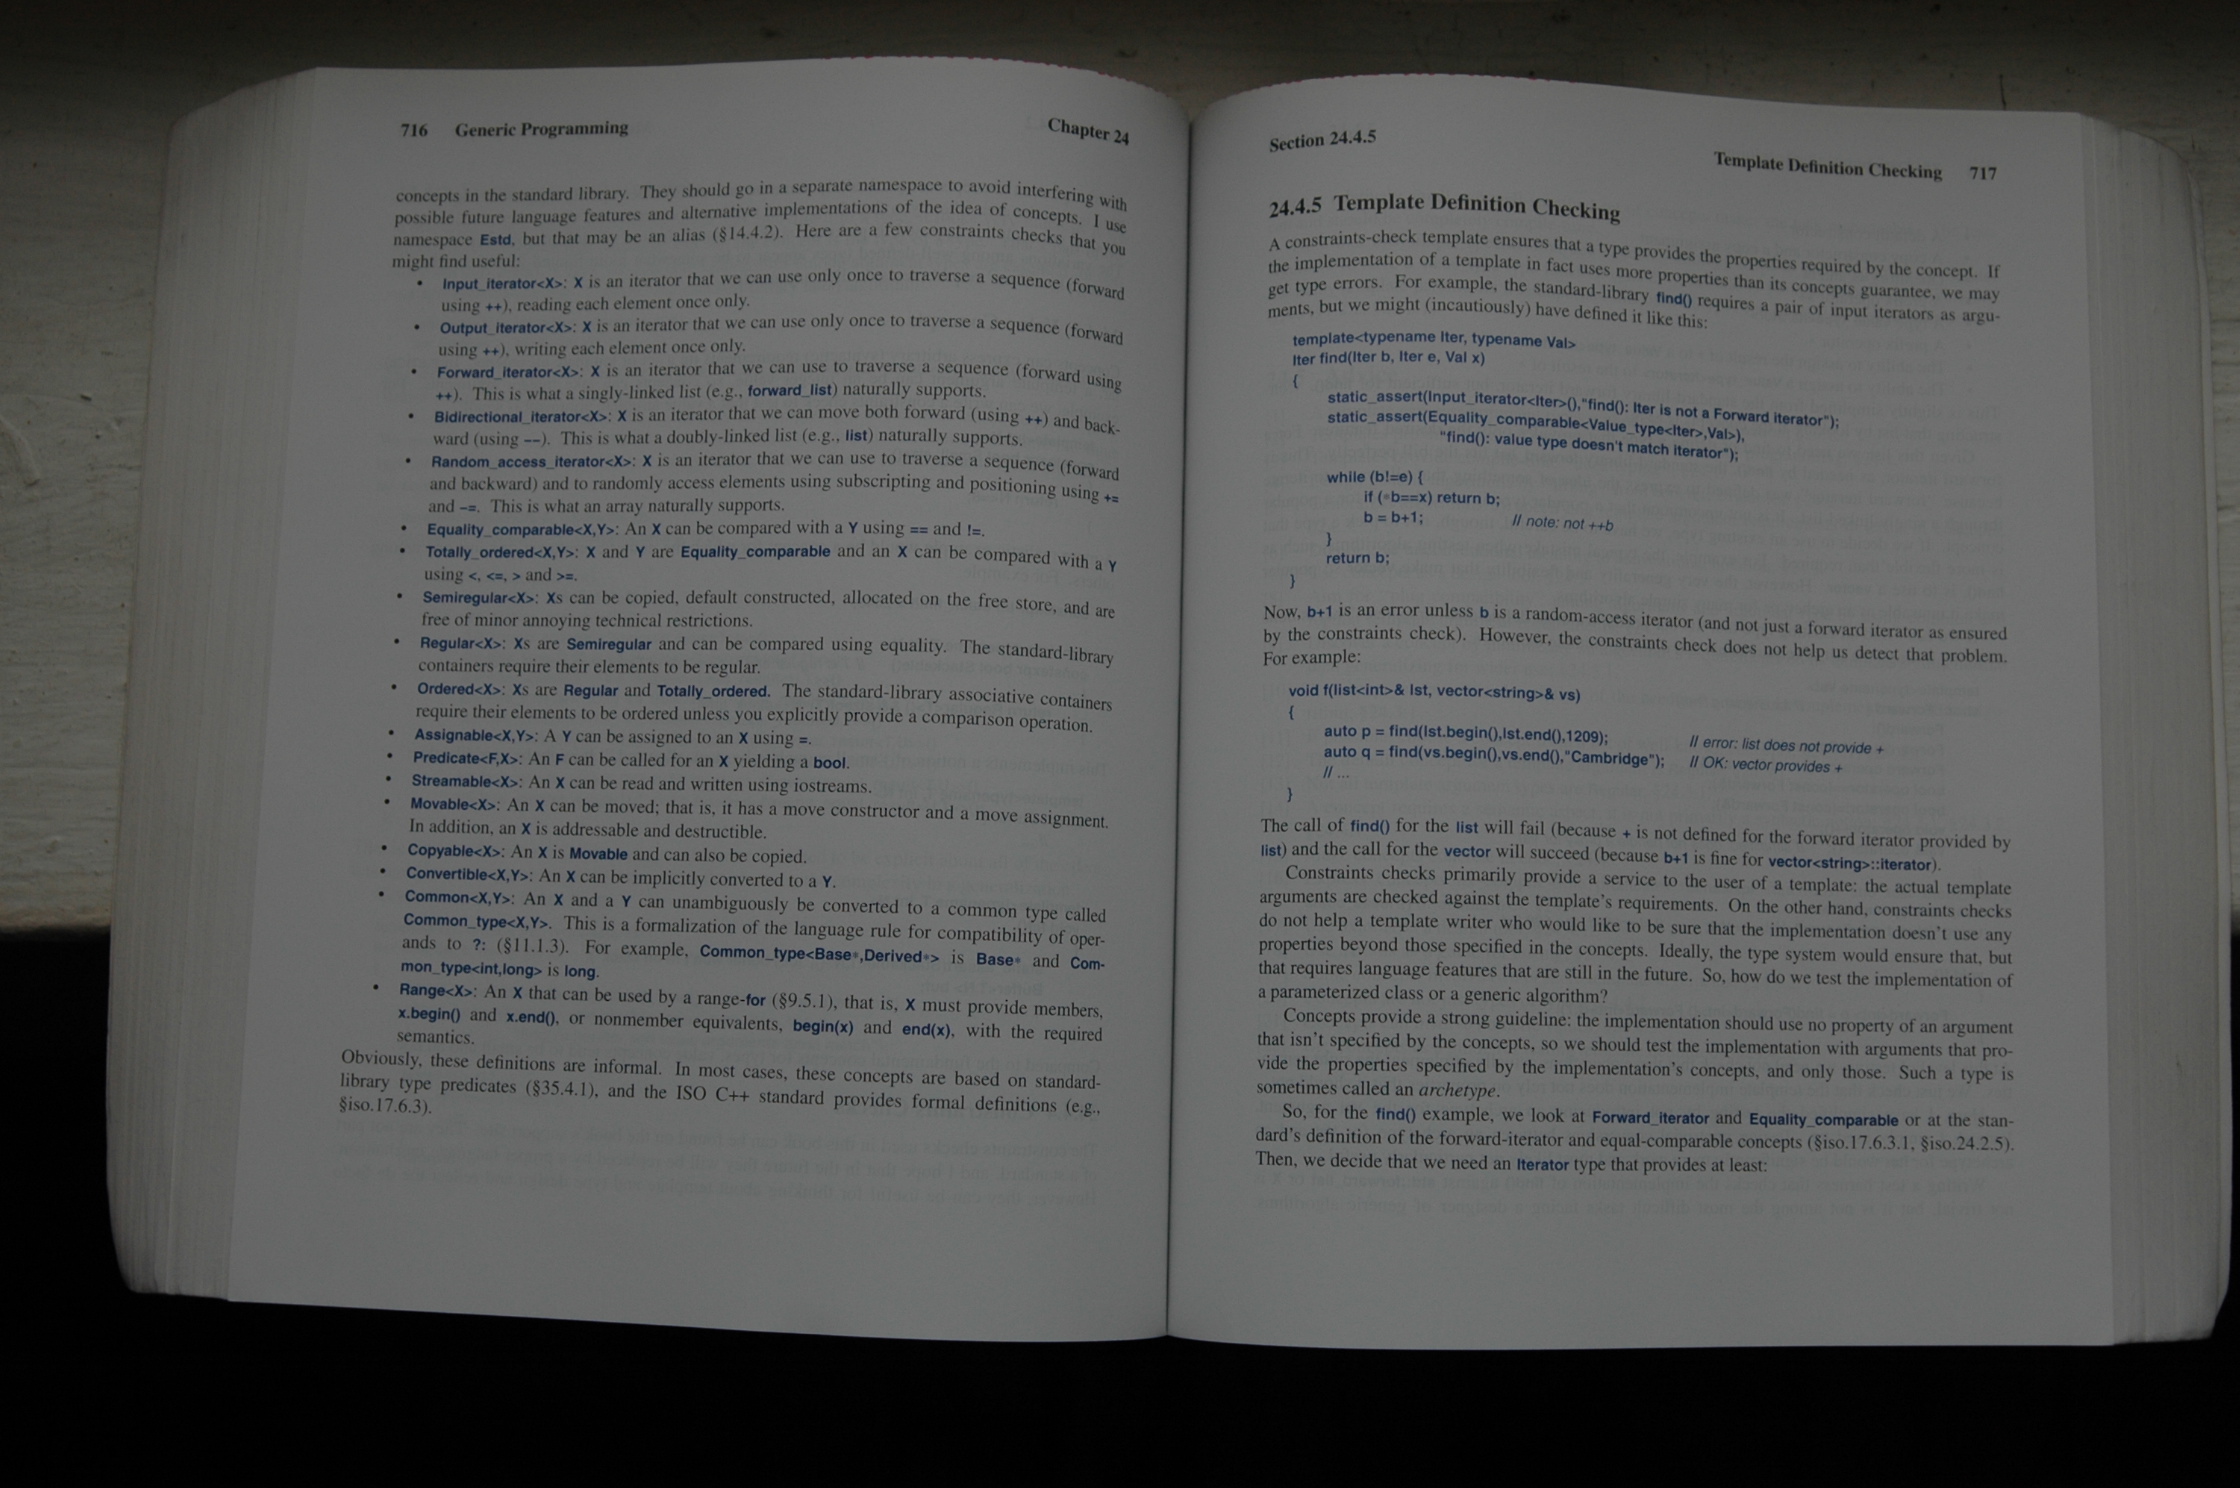 716 Generic Programming Chapter 24
concepts in the standard library. They should go in a separate namespace to avoid interfering with
possible future language features and alternative implementations of the idea of concepts. I use
namespace Estd, but that may be an alias (§14.4.2). Here are a few constraints checks that you
might find useful:
• Input_iterator<X>: X is an iterator that we can use only once to traverse a sequence (forward
using ++), reading each element once only.
• Output_iterator<X>: X is an iterator that we can use only once to traverse a sequence (forward
using ++), writing each element once only.
• Forward_iterator<X>: X is an iterator that we can use to traverse a sequence (forward using
++). This is what a singly-linked list (e.g., forward_list) naturally supports.
• Bidirectional_iterator<X>: X is an iterator that we can move both forward (using ++) and back-
ward (using --). This is what a doubly-linked list (e.g., list) naturally supports.
• Random_access_iterator<X>: X is an iterator that we can use to traverse a sequence (forward
and backward) and to randomly access elements using subscripting and positioning using +=
and -=. This is what an array naturally supports.
• Equality_comparable<X,Y>: An X can be compared with a Y using == and !=.
• Totally_ordered<X,Y>: X and Y are Equality_comparable and an X can be compared with a Y
using <, <=, > and >=.
• Semiregular<X>: Xs can be copied, default constructed, allocated on the free store, and are
free of minor annoying technical restrictions.
• Regular<X>: Xs are Semiregular and can be compared using equality. The standard-library
containers require their elements to be regular.
• Ordered<X>: Xs are Regular and Totally_ordered. The standard-library associative containers
require their elements to be ordered unless you explicitly provide a comparison operation.
• Assignable<X,Y>: A Y can be assigned to an X using =.
• Predicate<F,X>: An F can be called for an X yielding a bool.
• Streamable<X>: An X can be read and written using iostreams.
• Movable<X>: An X can be moved; that is, it has a move constructor and a move assignment.
In addition, an X is addressable and destructible.
• Copyable<X>: An X is Movable and can also be copied.
• Convertible<X,Y>: An X can be implicitly converted to a Y.
• Common<X,Y>: An X and a Y can unambiguously be converted to a common type called
Common_type<X,Y>. This is a formalization of the language rule for compatibility of oper-
ands to ?: (§11.1.3). For example, Common_type<Base*,Derived*> is Base* and Com-
mon_type<int,long> is long.
• Range<X>: An X that can be used by a range-for (§9.5.1), that is, X must provide members,
x.begin() and x.end(), or nonmember equivalents, begin(x) and end(x), with the required
semantics.
Obviously, these definitions are informal. In most cases, these concepts are based on standard-
library type predicates (§35.4.1), and the ISO C++ standard provides formal definitions (e.g.,
§iso.17.6.3).
Section 24.4.5 Template Definition Checking 717
24.4.5 Template Definition Checking
A constraints-check template ensures that a type provides the properties required by the concept. If
the implementation of a template in fact uses more properties than its concepts guarantee, we may
get type errors. For example, the standard-library find() requires a pair of input iterators as argu-
ments, but we might (incautiously) have defined it like this:
template<typename Iter, typename Val>
Iter find(Iter b, Iter e, Val x)
{
static_assert(Input_iterator<Iter>(),"find(): Iter is not a Forward iterator");
static_assert(Equality_comparable<Value_type<Iter>,Val>),
"find(): value type doesn't match iterator");
while (b!=e) {
if (*b==x) return b;
b = b+1; // note: not ++b
}
return b;
}
Now, b+1 is an error unless b is a random-access iterator (and not just a forward iterator as ensured
by the constraints check). However, the constraints check does not help us detect that problem.
For example:
void f(list<int>& lst, vector<string>& vs)
{
auto p = find(lst.begin(),lst.end(),1209); // error: list does not provide +
auto q = find(vs.begin(),vs.end(),"Cambridge"); // OK: vector provides +
// ...
}
The call of find() for the list will fail (because + is not defined for the forward iterator provided by
list) and the call for the vector will succeed (because b+1 is fine for vector<string>::iterator).
Constraints checks primarily provide a service to the user of a template: the actual template
arguments are checked against the template's requirements. On the other hand, constraints checks
do not help a template writer who would like to be sure that the implementation doesn't use any
properties beyond those specified in the concepts. Ideally, the type system would ensure that, but
that requires language features that are still in the future. So, how do we test the implementation of
a parameterized class or a generic algorithm?
Concepts provide a strong guideline: the implementation should use no property of an argument
that isn't specified by the concepts, so we should test the implementation with arguments that pro-
vide the properties specified by the implementation's concepts, and only those. Such a type is
sometimes called an archetype.
So, for the find() example, we look at Forward_iterator and Equality_comparable or at the stan-
dard's definition of the forward-iterator and equal-comparable concepts (§iso.17.6.3.1, §iso.24.2.5).
Then, we decide that we need an Iterator type that provides at least: